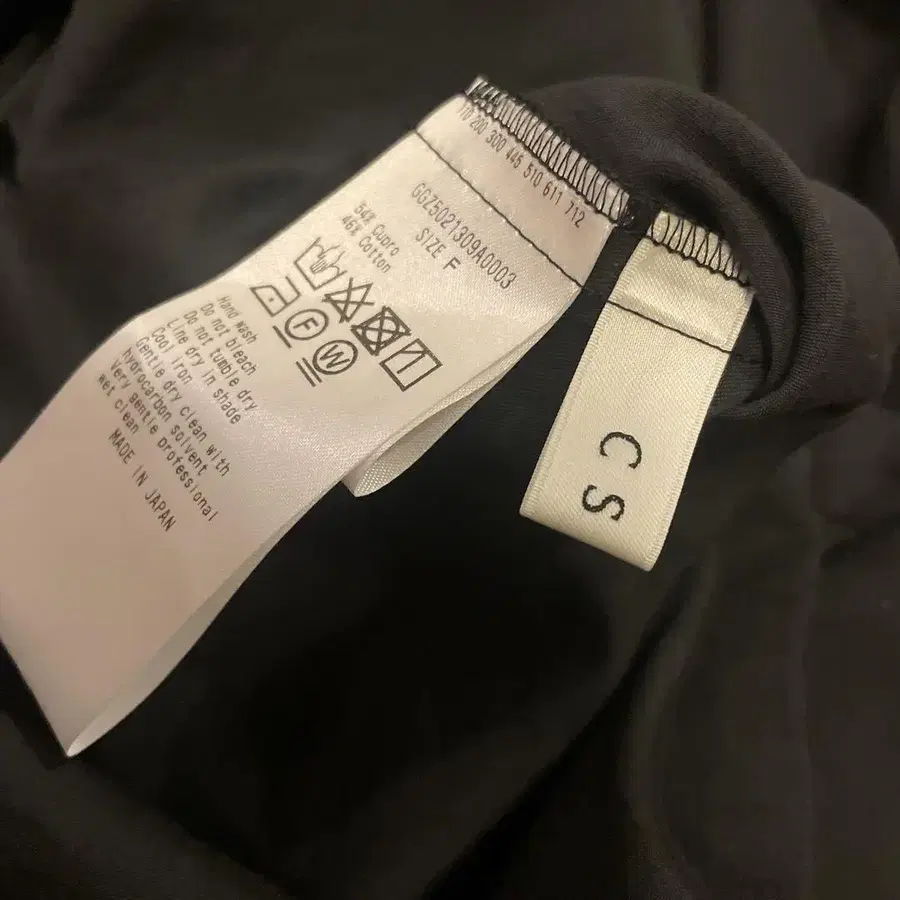 110 200 300 445 510 611 712
GGZ5021309A0003
SIZE F
54% Cupro
46% Cotton
F
W
Hand wash
Do not bleach
Do not tumble dry
Line dry in shade
Cool iron
Gentle dry clean with
hydrocarbon solvent
Very gentle professional
wet clean
MADE IN JAPAN
CS